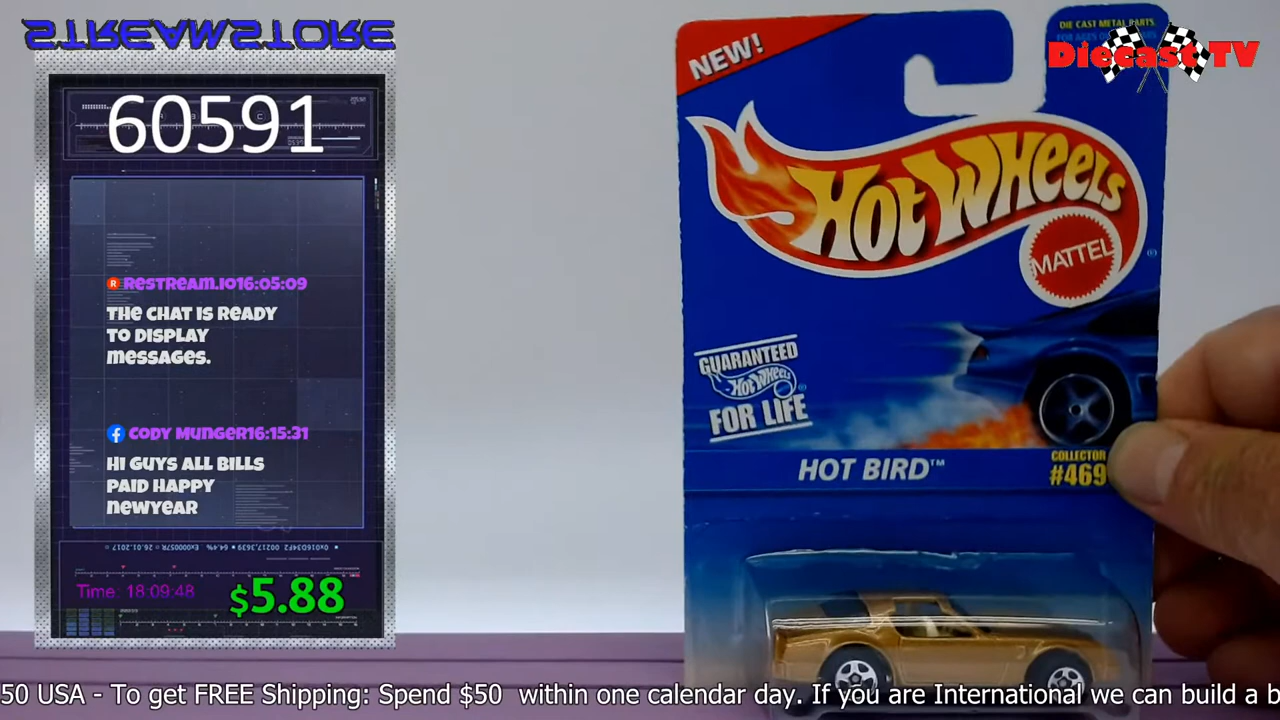 STREAMSTORE
60591
RESTREAM.IO16:05:09
THE CHAT IS READY
TO DISPLAY
MESSAGES.
CODY MUNGER16:15:31
HI GUYS ALL BILLS
PAID HAPPY
NEWYEAR
Time: 18:09:48
$5.88
NEW!
DIE CAST METAL PARTS.
Diecast TV
HOT WHEELS
MATTEL
GUARANTEED
HOT WHEELS
FOR LIFE
HOT BIRD™
COLLECTOR
#469
50 USA - To get FREE Shipping: Spend $50 within one calendar day. If you are International we can build a b